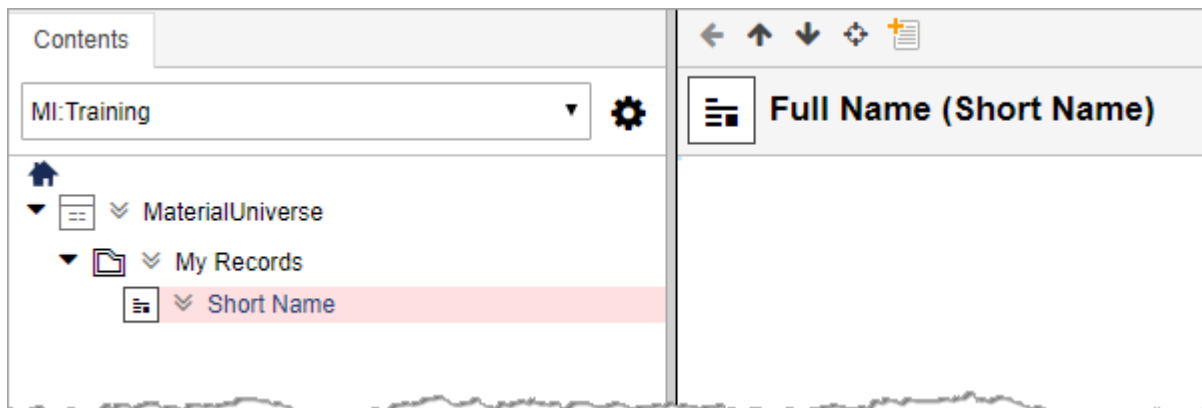 Contents
MI:Training
MaterialUniverse
My Records
Short Name
Full Name (Short Name)